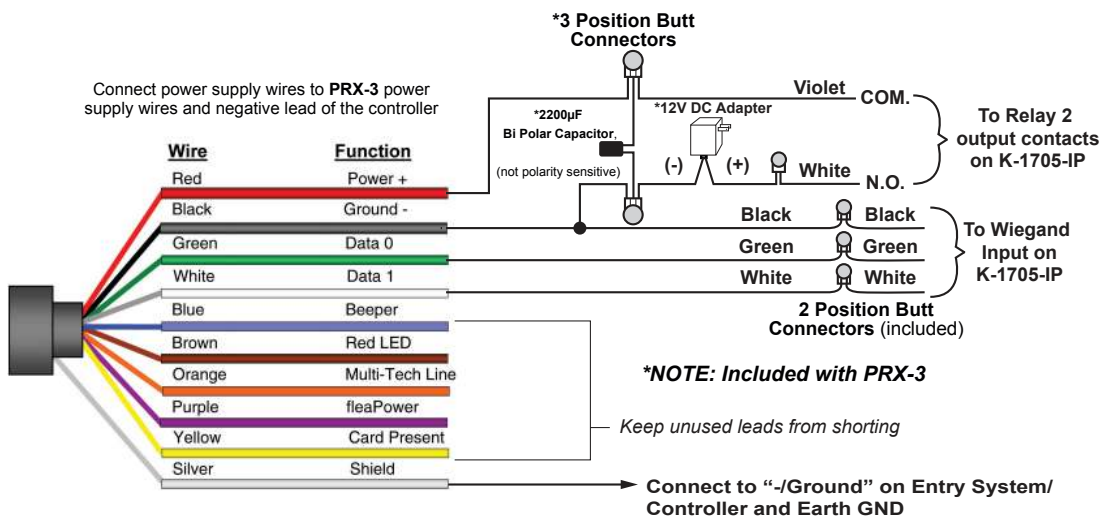 *3 Position Butt
Connectors
Connect power supply wires to PRX-3 power
supply wires and negative lead of the controller
*2200µF
Bi Polar Capacitor,
(not polarity sensitive)
*12V DC Adapter
(-)
(+)
Violet
COM.
White
N.O.
To Relay 2
output contacts
on K-1705-IP
Wire
Function
Red
Power +
Black
Ground -
Green
Data 0
White
Data 1
Blue
Beeper
Brown
Red LED
Orange
Multi-Tech Line
Purple
fleaPower
Yellow
Card Present
Silver
Shield
Black
Black
Green
Green
White
White
To Wiegand
Input on
K-1705-IP
2 Position Butt
Connectors (included)
*NOTE: Included with PRX-3
Keep unused leads from shorting
Connect to “-/Ground” on Entry System/
Controller and Earth GND